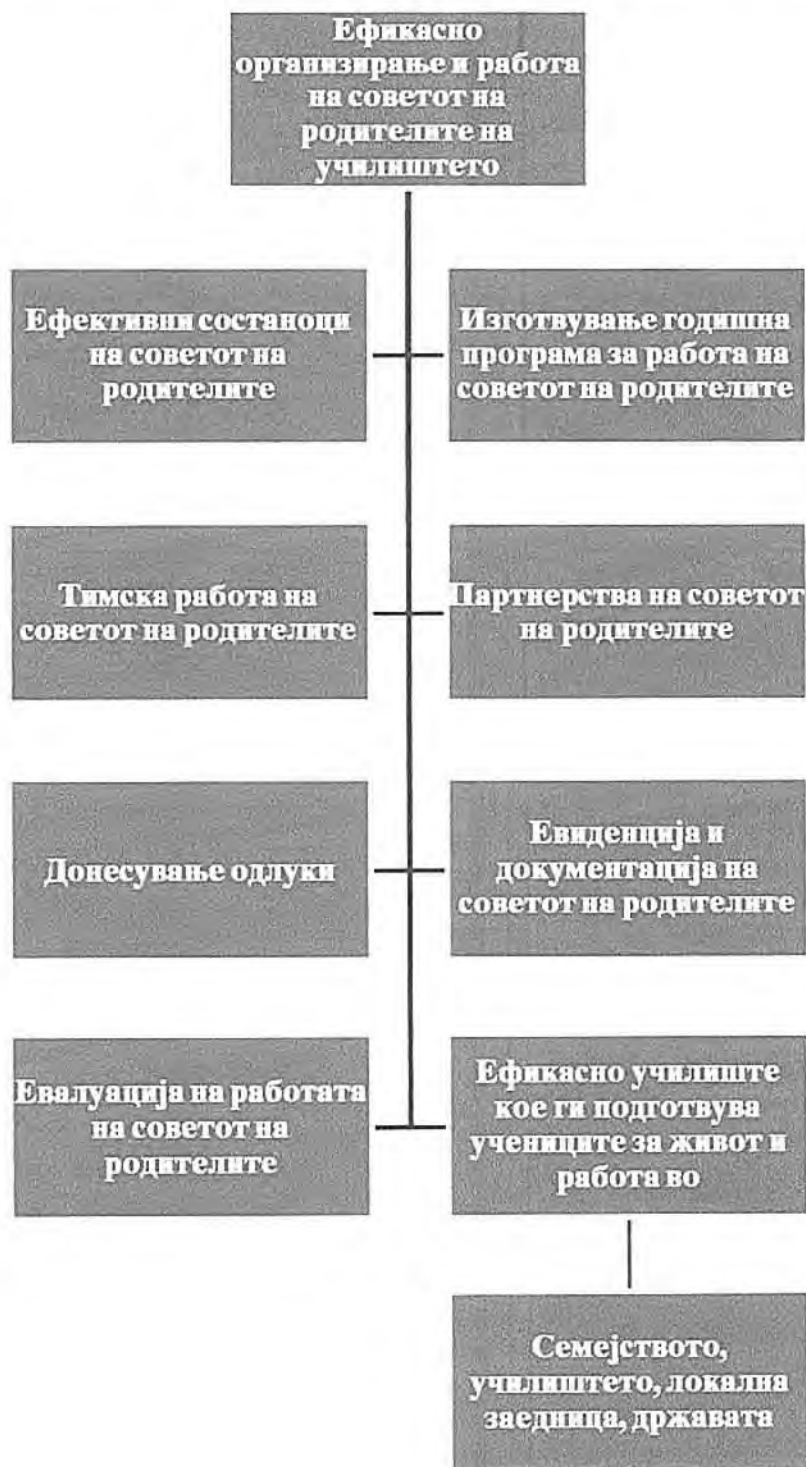 Ефикасно
организирање и работа
на советот на
родителите на
училиштето
Ефективни состаноци
на советот на
родителите
Изготвување годишна
програма за работа на
советот на родителите
Тимска работа на
советот на родителите
Партнерства на советот
на родителите
Донесување одлуки
Евиденција и
документација на
советот на родителите
Евалуација на работата
на советот на
родителите
Ефикасно училиште
кое ги подготвува
учениците за живот и
работа во
Семејството,
училиштето, локална
заедница, државата